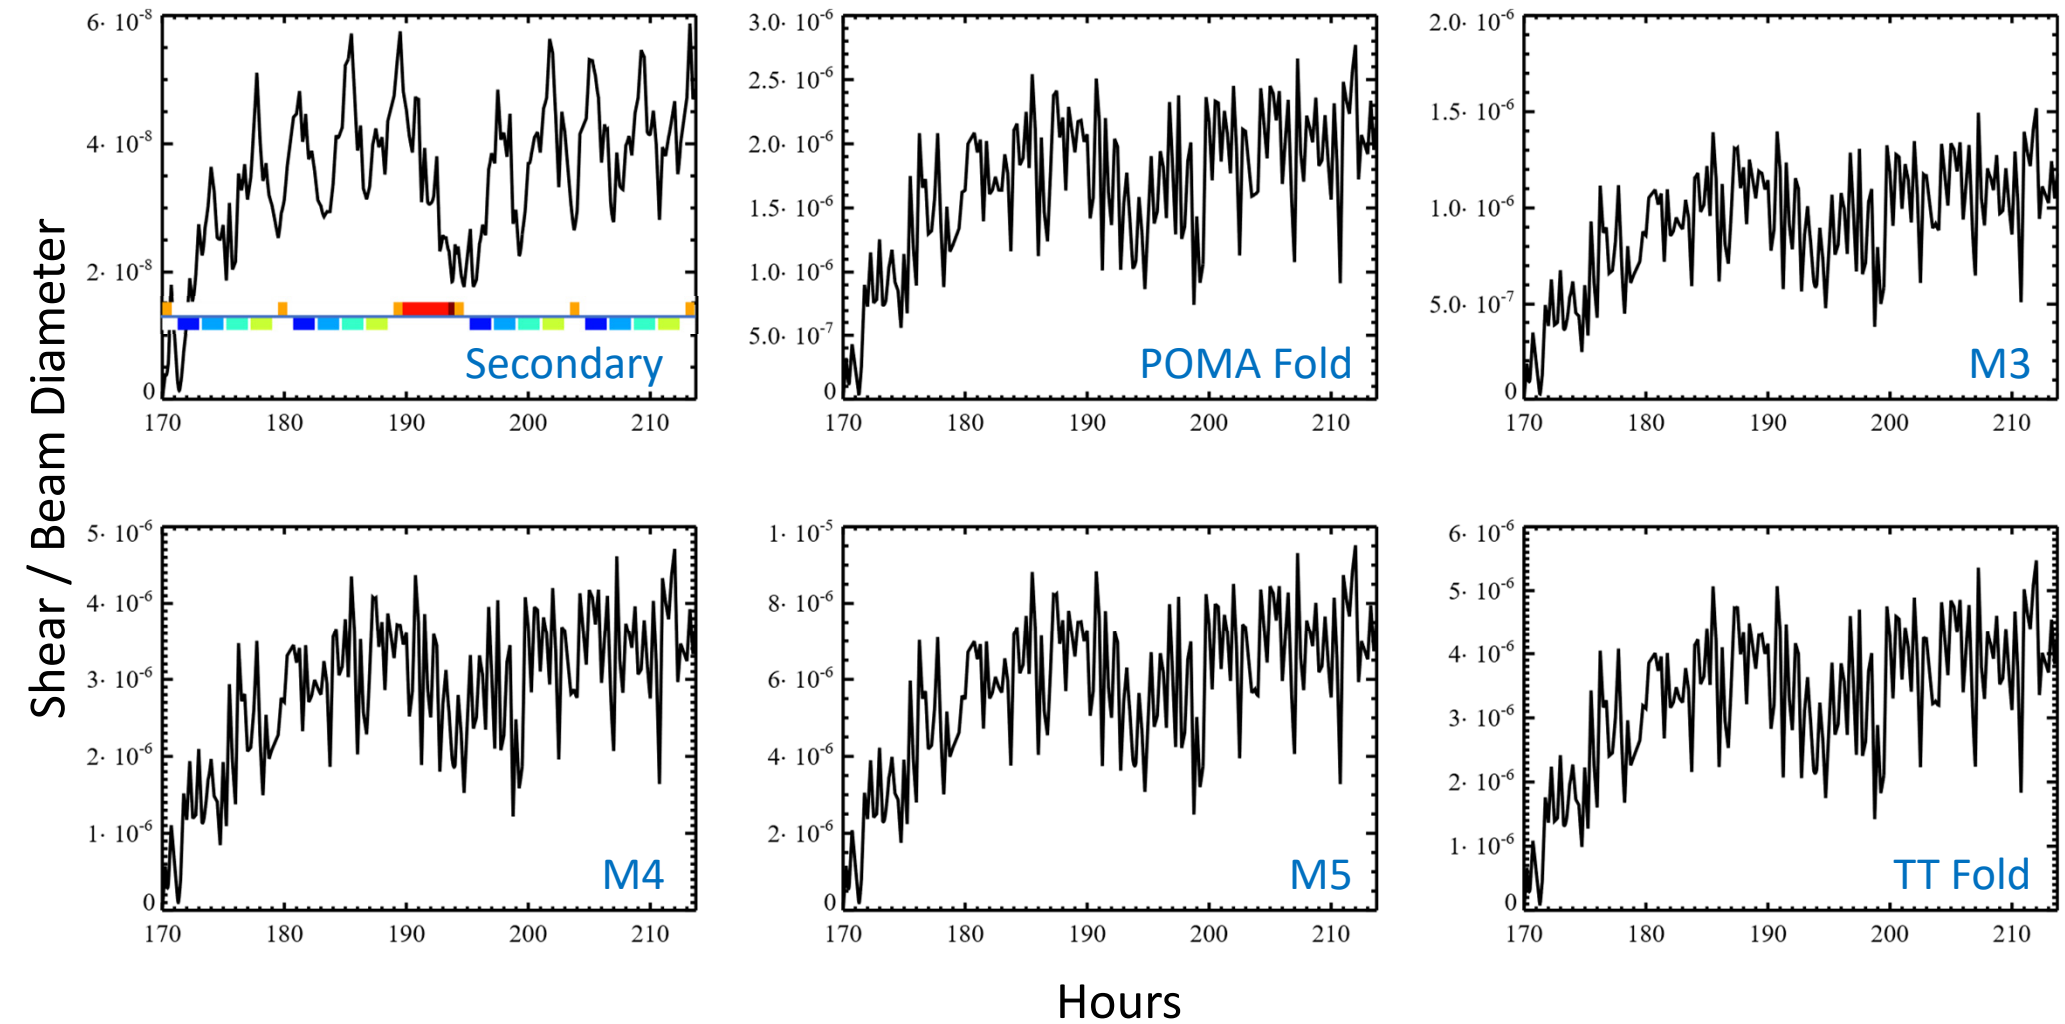 Shear / Beam Diameter
6· 10⁻⁸
4· 10⁻⁸
2· 10⁻⁸
0
170 180 190 200 210
Secondary
3.0· 10⁻⁶
2.5· 10⁻⁶
2.0· 10⁻⁶
1.5· 10⁻⁶
1.0· 10⁻⁶
5.0· 10⁻⁷
0
170 180 190 200 210
POMA Fold
2.0· 10⁻⁶
1.5· 10⁻⁶
1.0· 10⁻⁶
5.0· 10⁻⁷
0
170 180 190 200 210
M3
5· 10⁻⁶
4· 10⁻⁶
3· 10⁻⁶
2· 10⁻⁶
1· 10⁻⁶
0
170 180 190 200 210
M4
1· 10⁻⁵
8· 10⁻⁶
6· 10⁻⁶
4· 10⁻⁶
2· 10⁻⁶
0
170 180 190 200 210
M5
6· 10⁻⁶
5· 10⁻⁶
4· 10⁻⁶
3· 10⁻⁶
2· 10⁻⁶
1· 10⁻⁶
0
170 180 190 200 210
TT Fold
Hours